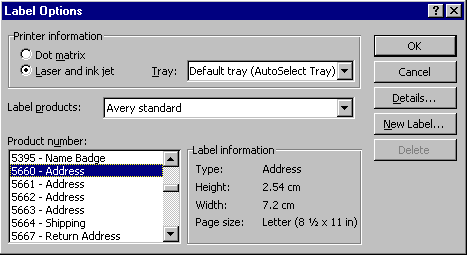 Label Options
Printer information
Dot matrix
Laser and ink jet
Tray:
Default tray (AutoSelect Tray)
Label products:
Avery standard
Product number:
5395 - Name Badge
5660 - Address
5661 - Address
5662 - Address
5663 - Address
5664 - Shipping
5667 - Return Address
Label information
Type: Address
Height: 2.54 cm
Width: 7.2 cm
Page size: Letter (8 ½ x 11 in)
OK
Cancel
Details...
New Label...
Delete